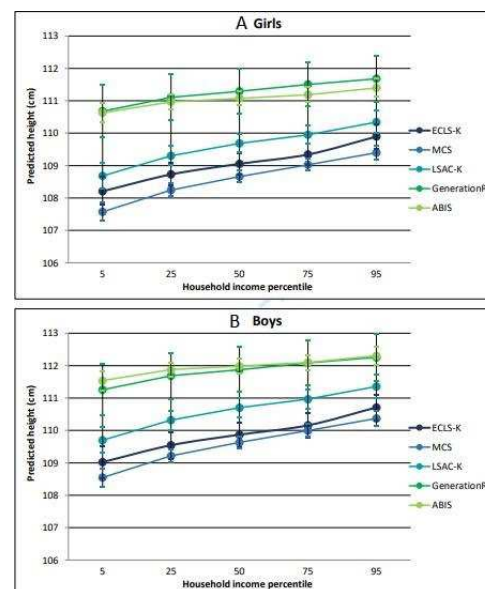 A Girls
113
112
111
110
109
108
107
106
Predicted height (cm)
5 25 50 75 95
Household income percentile
ECLS-K
MCS
LSAC-K
GenerationR
ABIS
B Boys
113
112
111
110
109
108
107
106
Predicted height (cm)
5 25 50 75 95
Household income percentile
ECLS-K
MCS
LSAC-K
GenerationR
ABIS